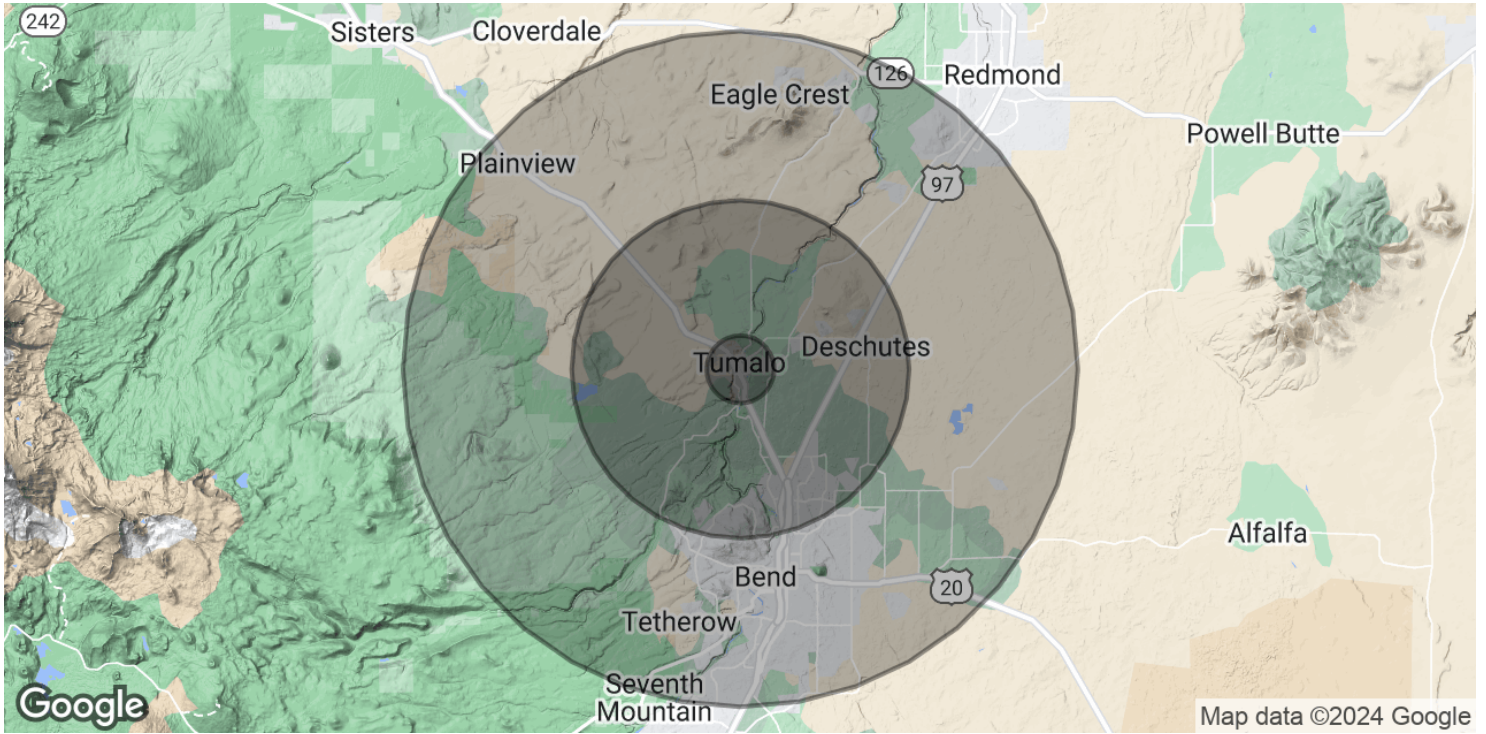 242
Sisters
Cloverdale
126
Redmond
Eagle Crest
Powell Butte
Plainview
97
Tumalo
Deschutes
Alfalfa
Bend
20
Tetherow
Seventh
Mountain
Google
Map data ©2024 Google